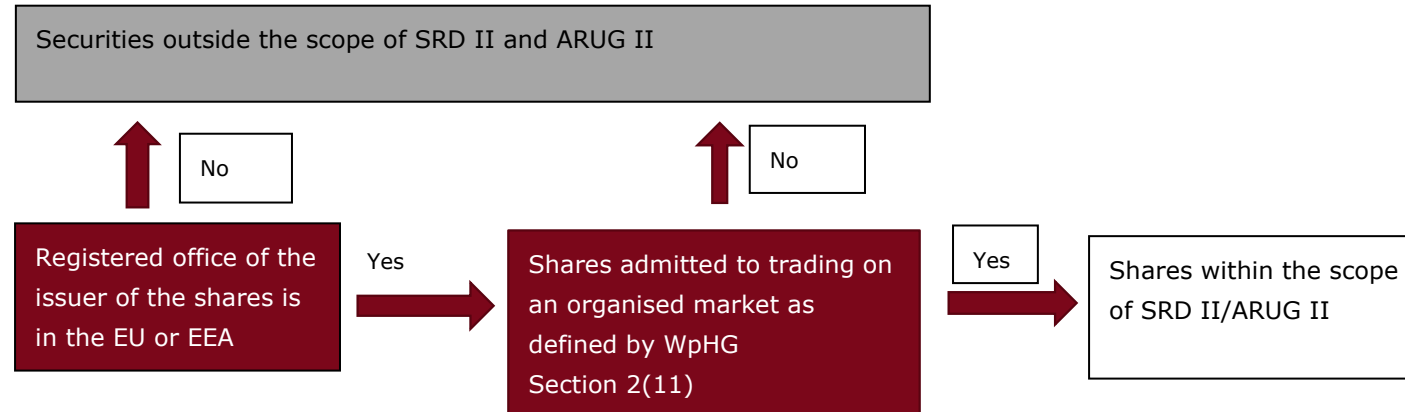 Securities outside the scope of SRD II and ARUG II
No
No
Registered office of the
issuer of the shares is
in the EU or EEA
Yes
Shares admitted to trading on
an organised market as
defined by WpHG
Section 2(11)
Yes
Shares within the scope
of SRD II/ARUG II